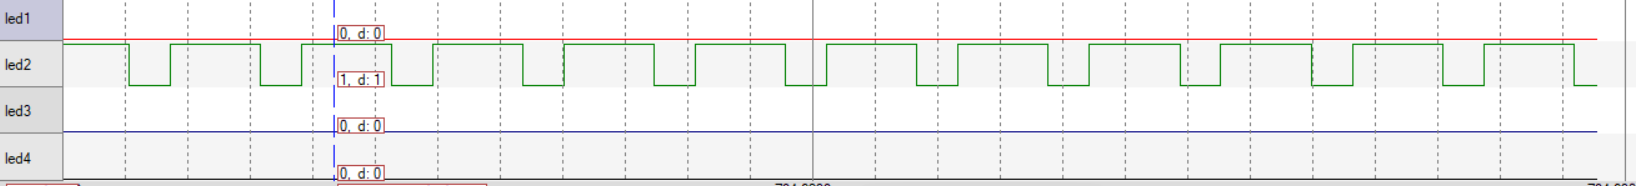 led1
0, d: 0
led2
1, d: 1
led3
0, d: 0
led4
0, d: 0